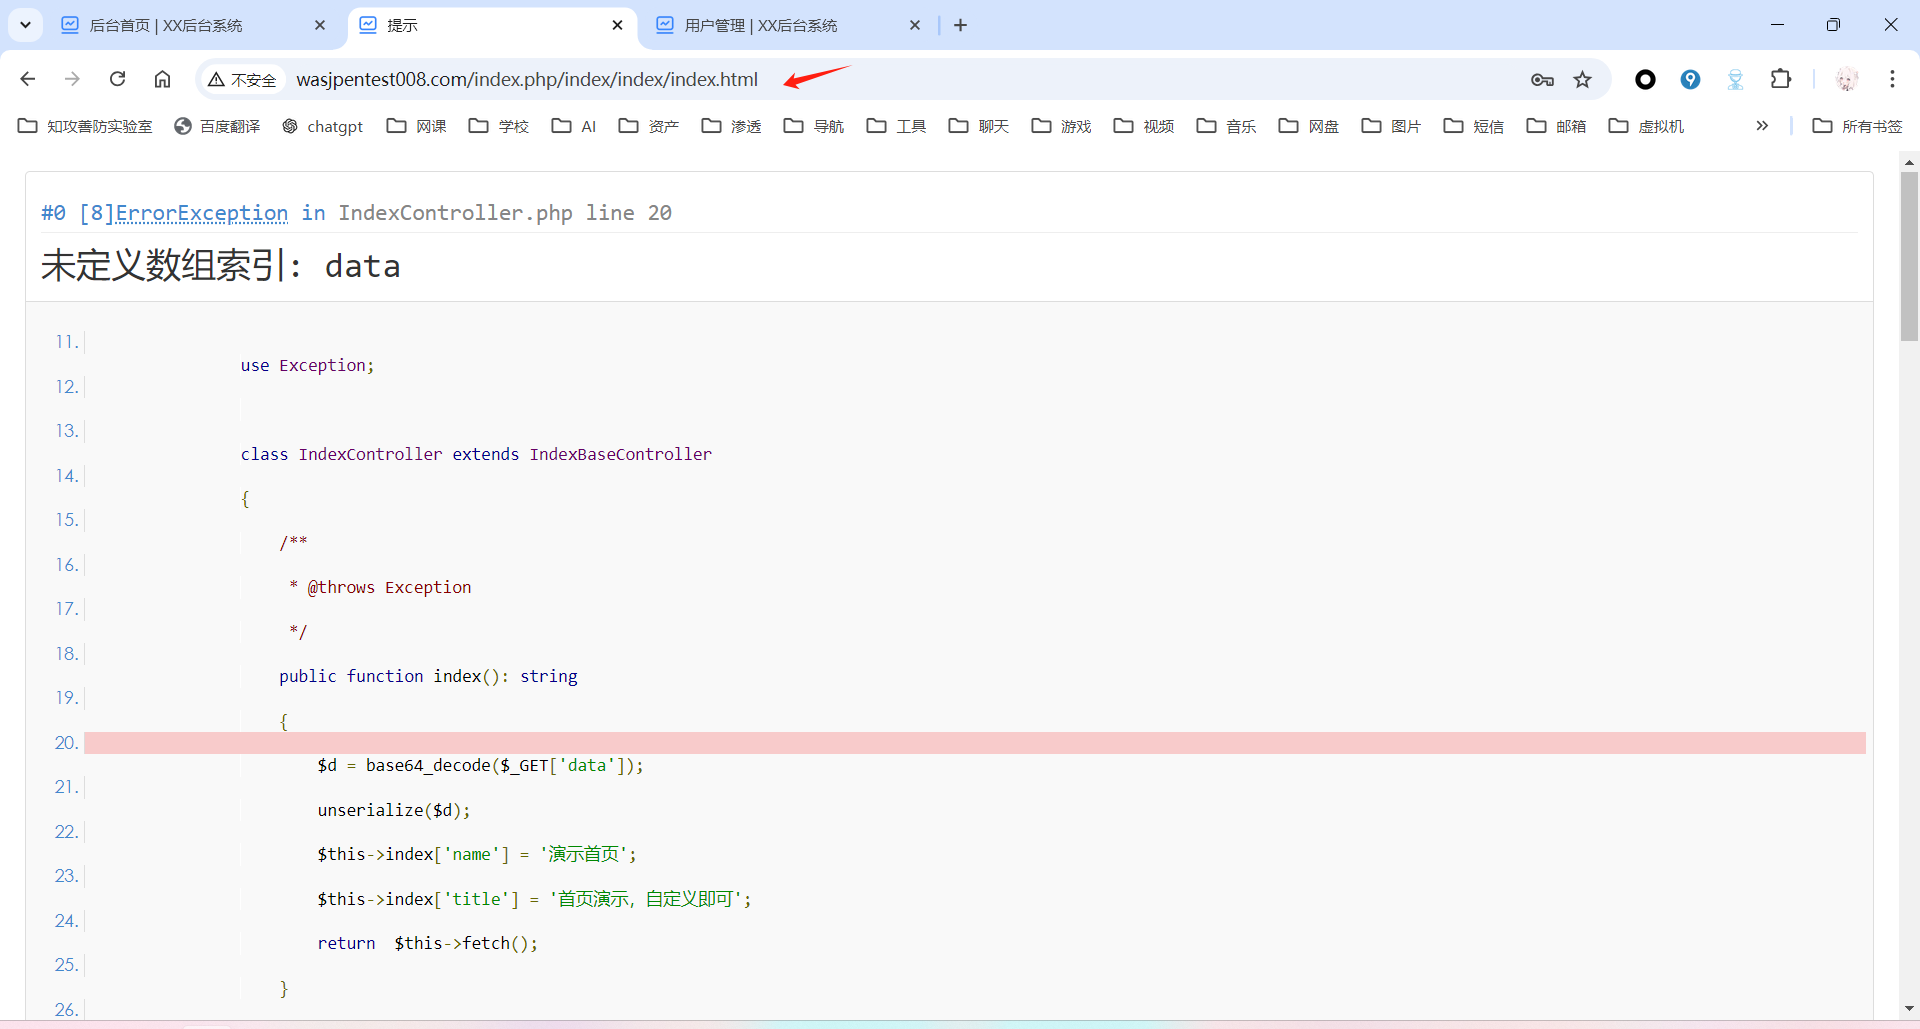 后台首页 | XX后台系统
提示
用户管理 | XX后台系统
不安全
wasjpentest008.com/index.php/index/index/index.html
知攻善防实验室
百度翻译
chatgpt
网课
学校
AI
资产
渗透
导航
工具
聊天
游戏
视频
音乐
网盘
图片
短信
邮箱
虚拟机
所有书签
#0 [8]ErrorException in IndexController.php line 20
未定义数组索引: data
11.
use Exception;
12.
13.
class IndexController extends IndexBaseController
14.
{
15.
/**
16.
* @throws Exception
17.
*/
18.
public function index(): string
19.
{
20.
$d = base64_decode($_GET['data']);
21.
unserialize($d);
22.
$this->index['name'] = '演示首页';
23.
$this->index['title'] = '首页演示，自定义即可';
24.
return  $this->fetch();
25.
}
26.